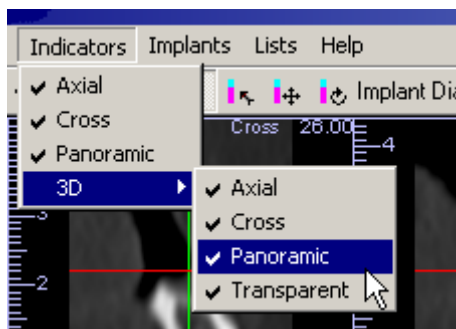 Indicators Implants Lists Help
Axial
Cross
Panoramic
3D
Implant Dia
Cross 26.00
4
Axial
Cross
Panoramic
Transparent
3
2